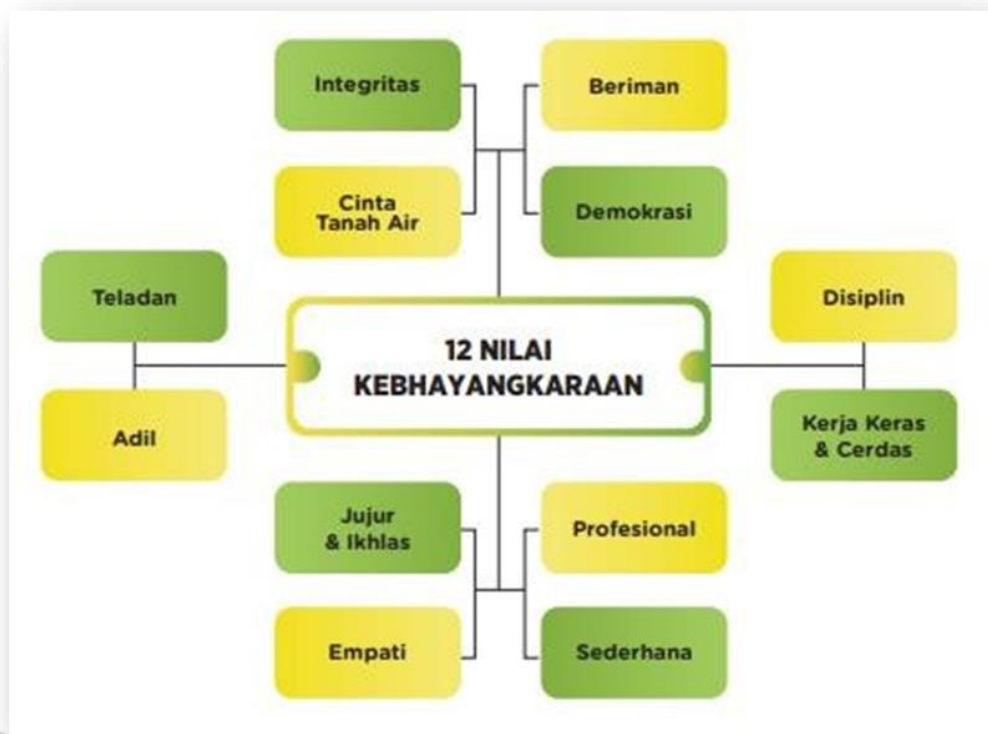 Integritas
Beriman
Cinta
Tanah Air
Demokrasi
Teladan
Disiplin
12 NILAI
KEBHAYANGKARAAN
Adil
Kerja Keras
& Cerdas
Jujur
& Ikhlas
Profesional
Empati
Sederhana